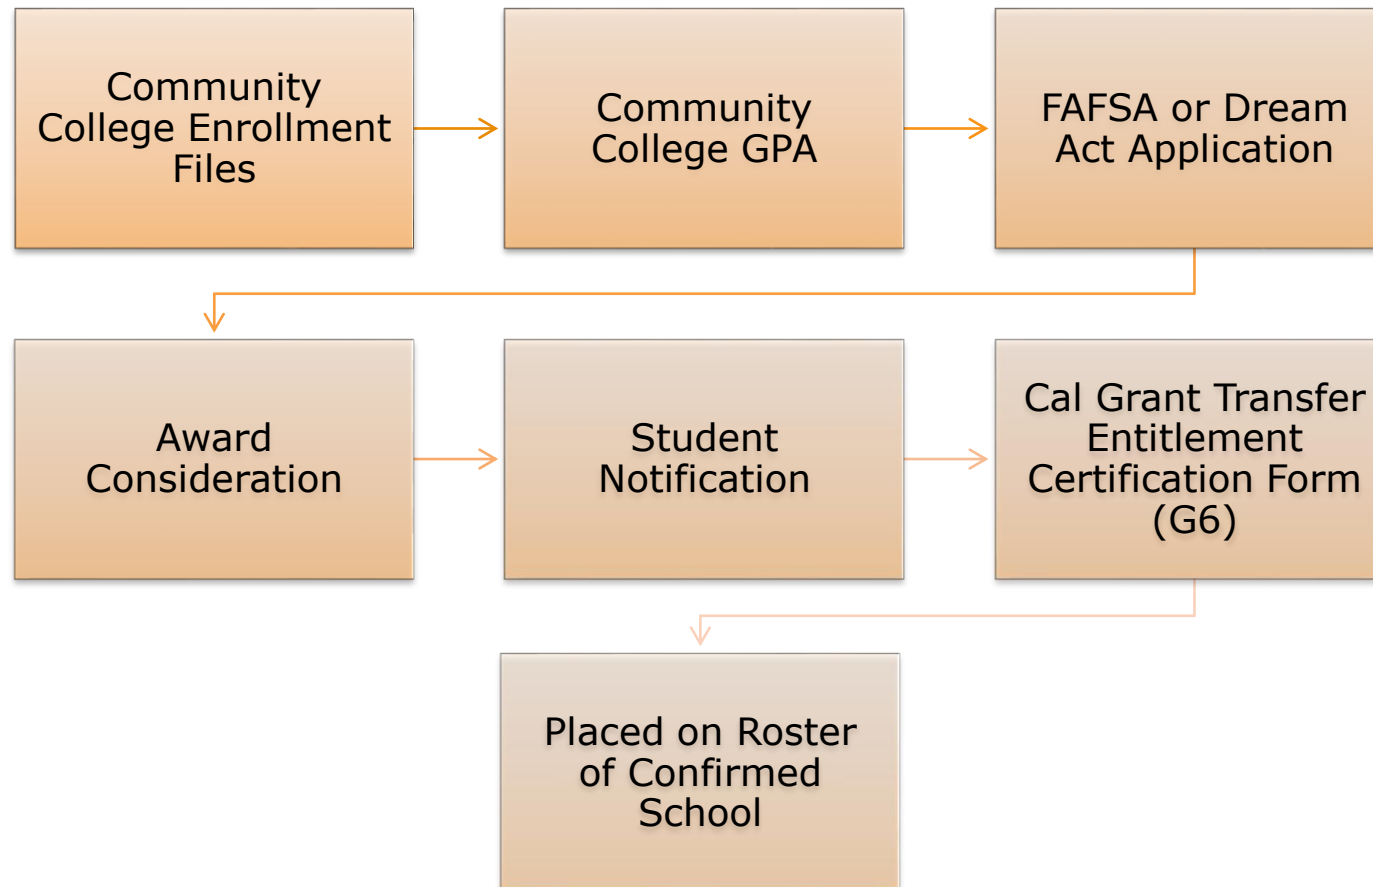 Community
College Enrollment
Files
Community
College GPA
FAFSA or Dream
Act Application
Award
Consideration
Student
Notification
Cal Grant Transfer
Entitlement
Certification Form
(G6)
Placed on Roster
of Confirmed
School